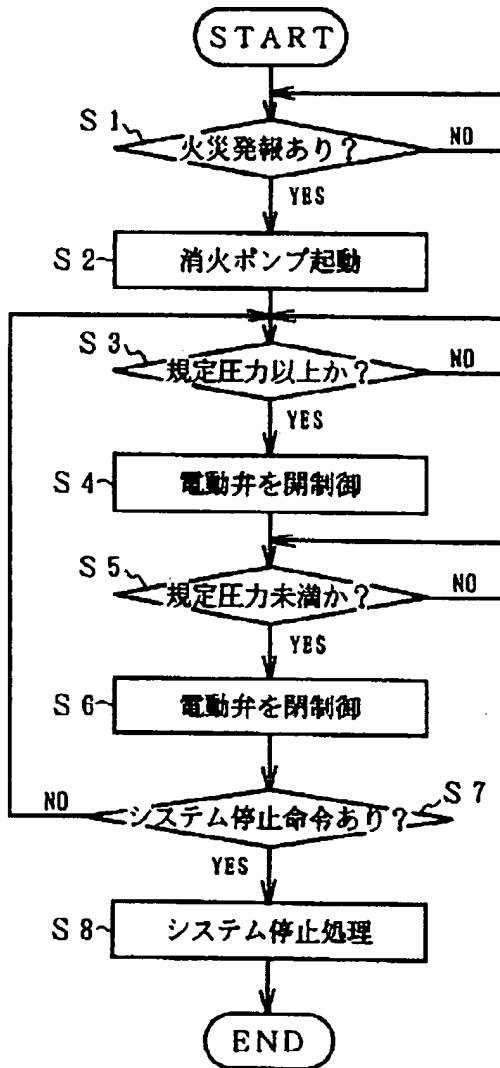 START
S1
火災発報あり?
NO
YES
S2
消火ポンプ起動
S3
規定圧力以上か?
NO
YES
S4
電動弁を開制御
S5
規定圧力未満か?
NO
YES
S6
電動弁を閉制御
S7
システム停止命令あり?
NO
YES
S8
システム停止処理
END